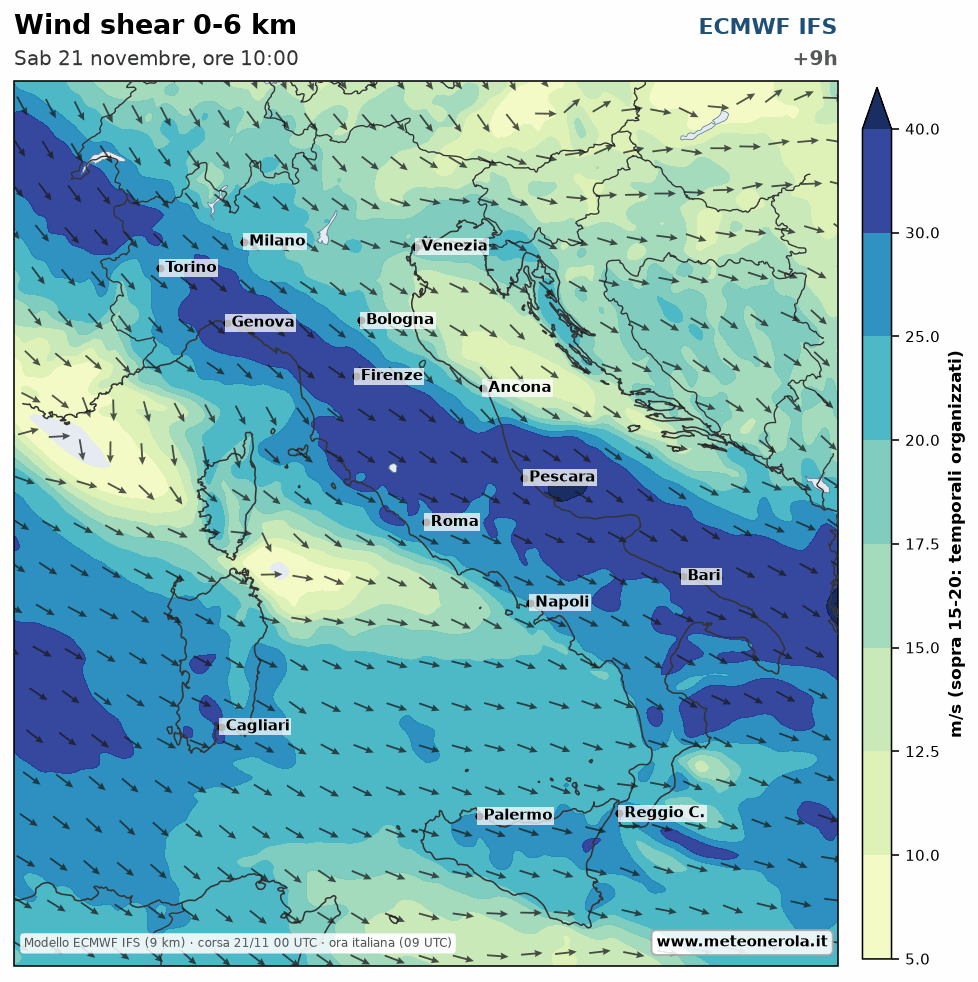 Wind shear 0-6 km
ECMWF IFS
Sab 21 novembre, ore 10:00
+9h
Milano
Venezia
Torino
Genova
Bologna
Firenze
Ancona
Pescara
Roma
Bari
Napoli
Cagliari
Palermo
Reggio C.
Modello ECMWF IFS (9 km) · corsa 21/11 00 UTC · ora italiana (09 UTC)
www.meteonerola.it
40.0
30.0
25.0
20.0
17.5
15.0
12.5
10.0
5.0
m/s (sopra 15-20: temporali organizzati)